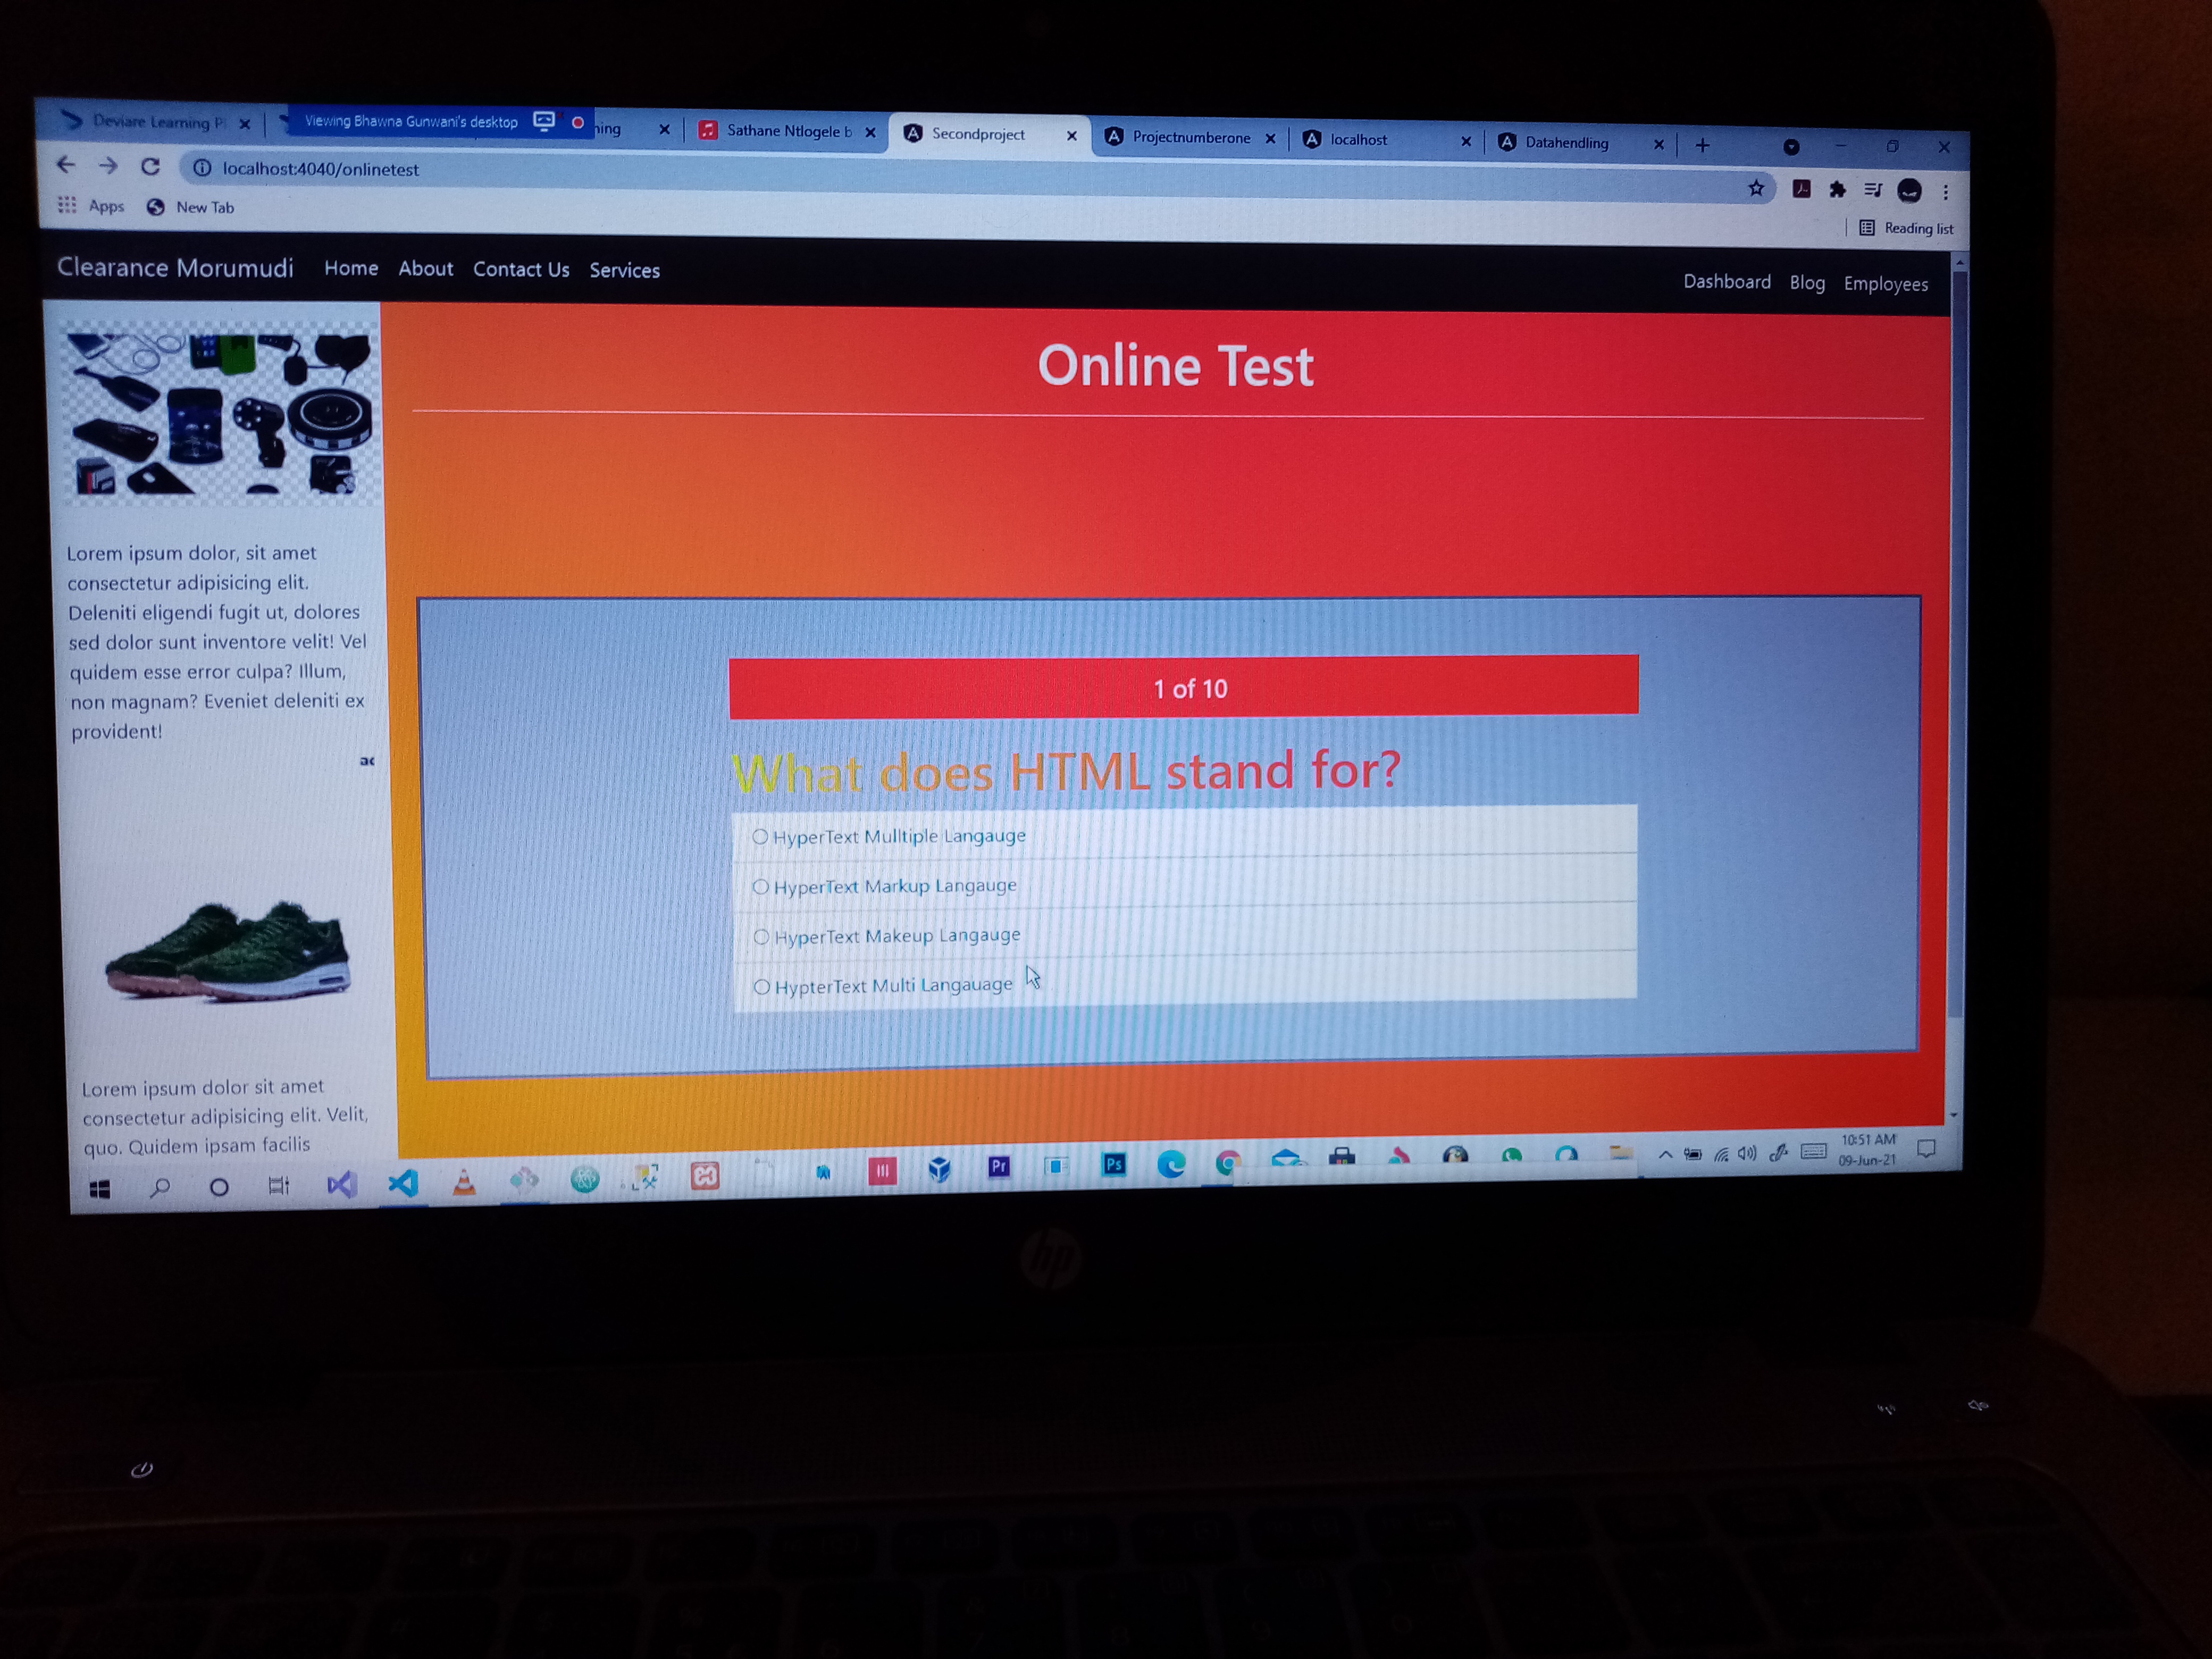 Deviare Learning P
Viewing Bhawna Gunwani's desktop
ning
Sathane Ntlogele b
Secondproject
Projectnumberone
localhost
Datahendling
localhost:4040/onlinetest
Apps
New Tab
Reading list
Clearance Morumudi
Home
About
Contact Us
Services
Dashboard
Blog
Employees
Online Test
Lorem ipsum dolor, sit amet
consectetur adipisicing elit.
Deleniti eligendi fugit ut, dolores
sed dolor sunt inventore velit! Vel
quidem esse error culpa? Illum,
non magnam? Eveniet deleniti ex
provident!
1 of 10
What does HTML stand for?
HyperText Mulltiple Langauge
HyperText Markup Langauge
HyperText Makeup Langauge
HypterText Multi Langauage
Lorem ipsum dolor sit amet
consectetur adipisicing elit. Velit,
quo. Quidem ipsam facilis
Pr
Ps
10:51 AM
09-Jun-21
hp